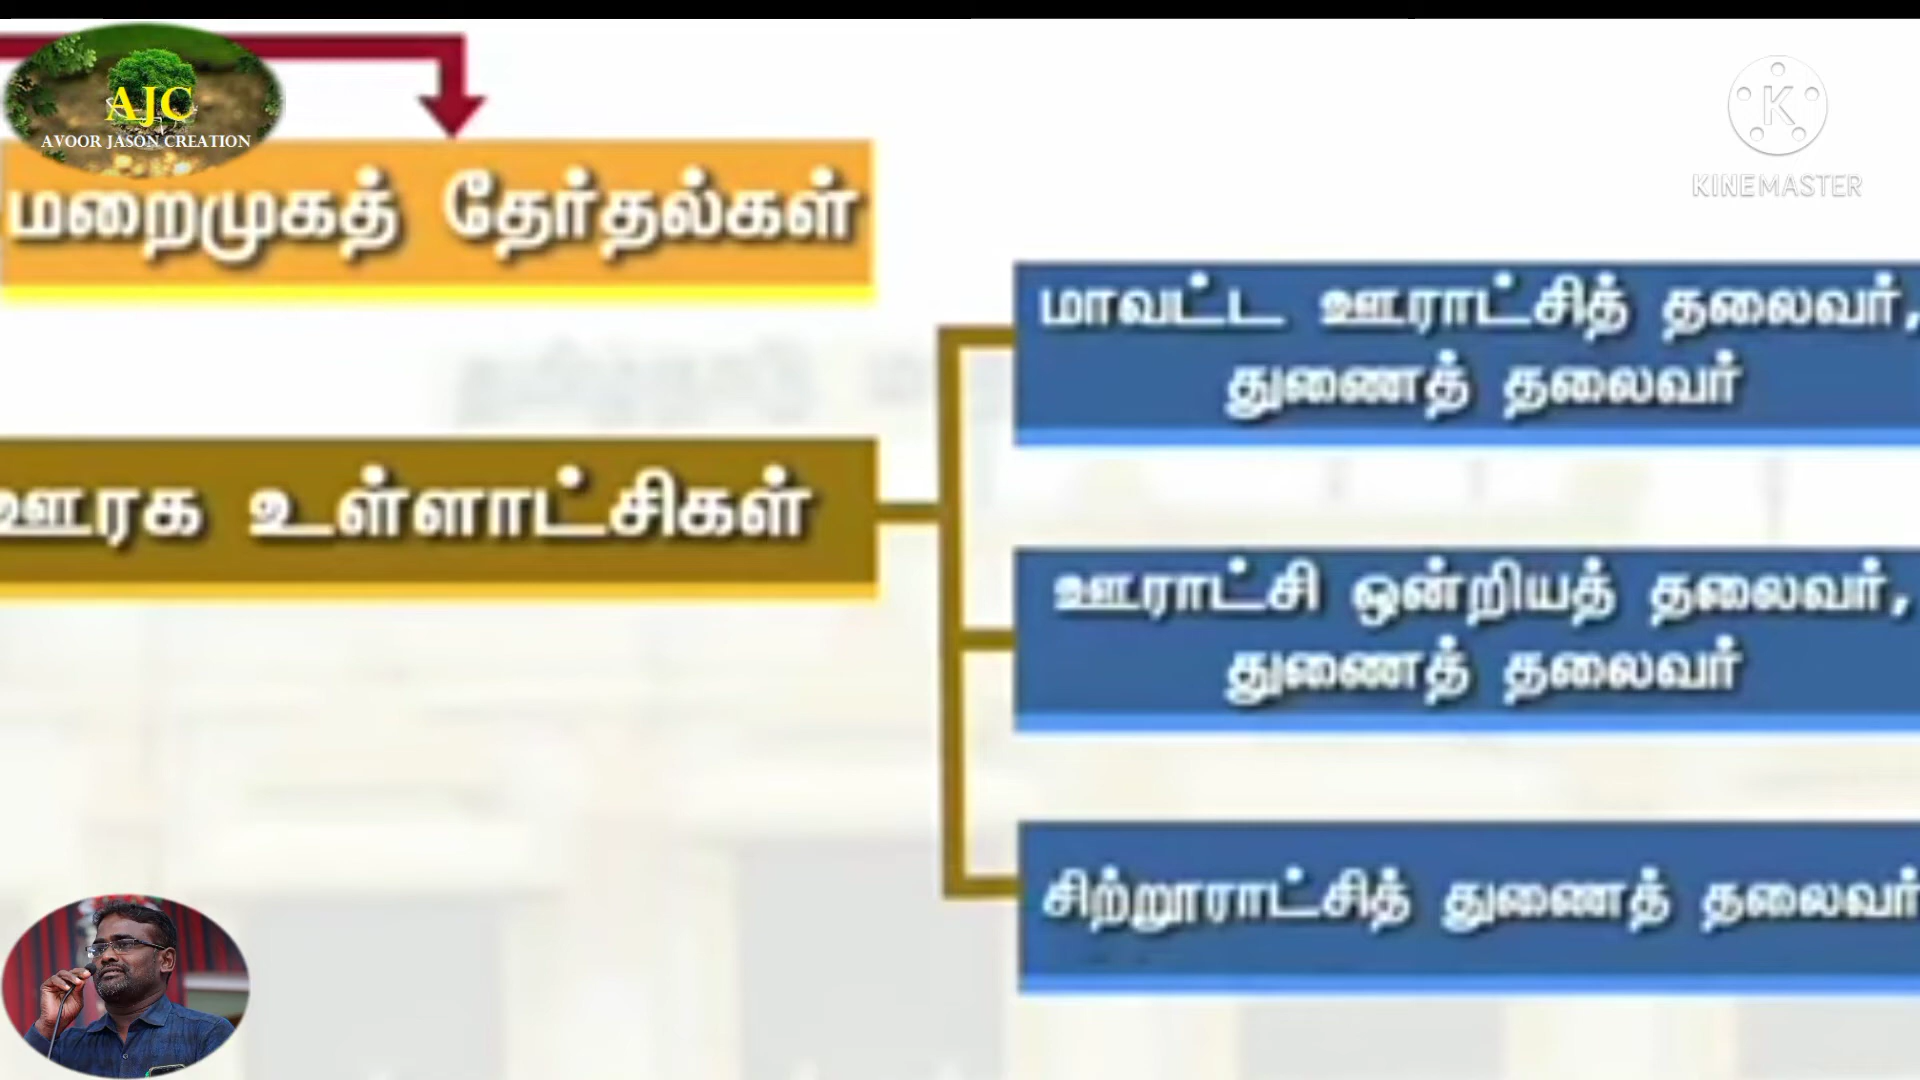 AJC
AVOOR JASON CREATION
KINEMASTER
மறைமுகத் தேர்தல்கள்
மாவட்ட ஊராட்சித் தலைவர்,
துணைத் தலைவர்
ஊரக உள்ளாட்சிகள்
ஊராட்சி ஒன்றியத் தலைவர்,
துணைத் தலைவர்
சிற்றூராட்சித் துணைத் தலைவர்